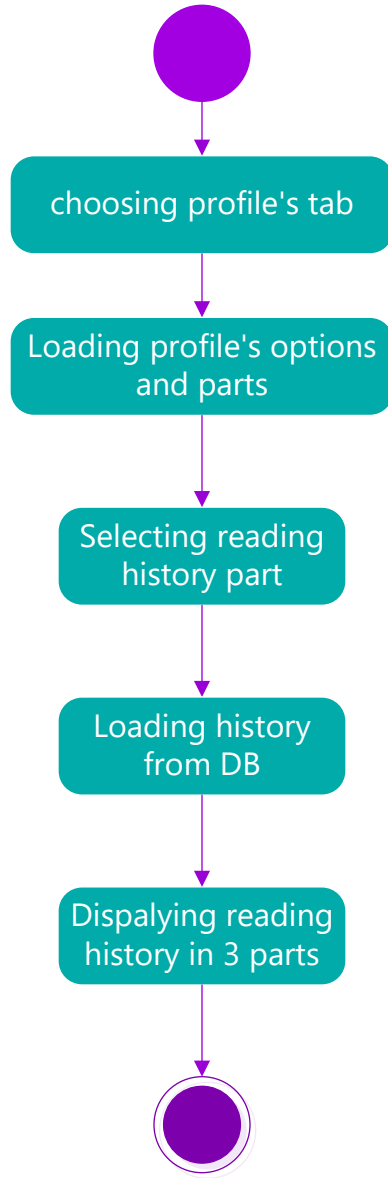 choosing profile's tab
Loading profile's options
and parts
Selecting reading
history part
Loading history
from DB
Dispalying reading
history in 3 parts